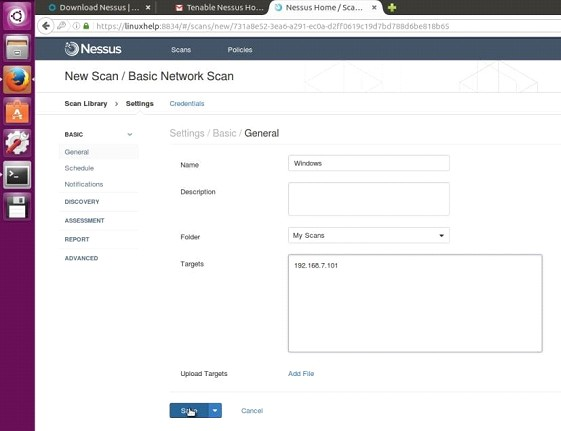 Download Nessus | ...
Tenable Nessus Ho...
Nessus Home / Sca...
https://linuxhelp:8834/#/scans/new/731a8e52-3ea6-a291-ec0a-d2ff0619c19d7bd788d6be818b65
Nessus Scans Policies
New Scan / Basic Network Scan
Scan Library > Settings Credentials
BASIC
General
Schedule
Notifications
DISCOVERY
ASSESSMENT
REPORT
ADVANCED
Settings / Basic / General
Name Windows
Description
Folder My Scans
Targets 192.168.7.101
Upload Targets Add File
Save Cancel